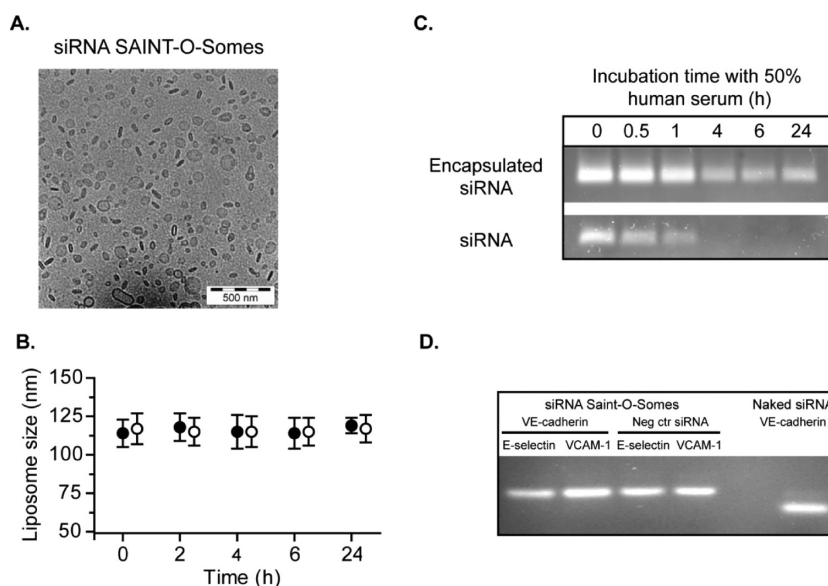 A.
siRNA SAINT-O-Somes
500 nm
B.
150
125
100
75
50
Liposome size (nm)
0 2 4 6 24
Time (h)
C.
Incubation time with 50%
human serum (h)
0 0.5 1 4 6 24
Encapsulated
siRNA
siRNA
D.
siRNA Saint-O-Somes Naked siRNA
VE-cadherin Neg ctr siRNA VE-cadherin
E-selectin VCAM-1 E-selectin VCAM-1